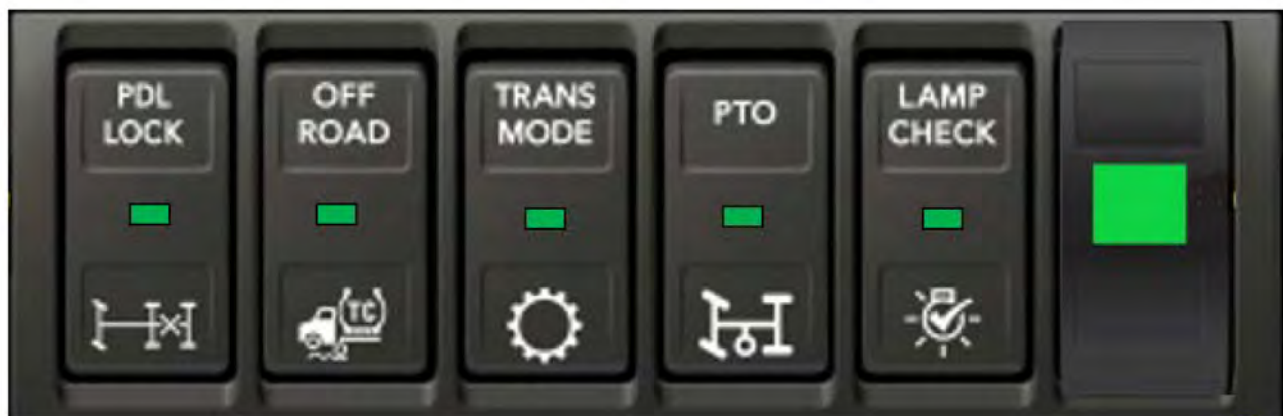 PDL
LOCK
OFF
ROAD
TRANS
MODE
PTO
LAMP
CHECK
TC